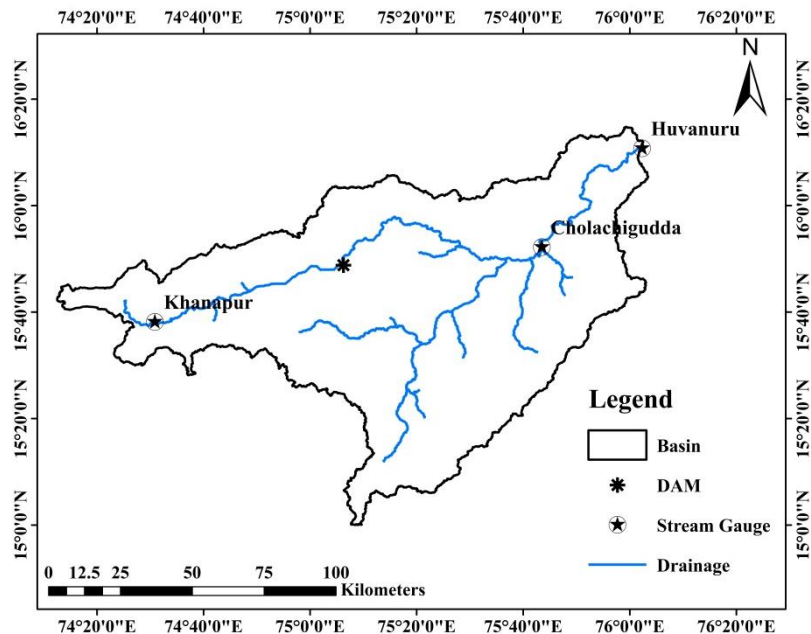 74°20'0"E 74°40'0"E 75°0'0"E 75°20'0"E 75°40'0"E 76°0'0"E 76°20'0"E
N
16°20'0"N 16°20'0"N
Huvanuru
16°0'0"N 16°0'0"N
Cholachigudda
Khanapur
15°40'0"N 15°40'0"N
Legend
15°20'0"N 15°20'0"N
Basin
DAM
15°0'0"N 15°0'0"N
Stream Gauge
Drainage
0 12.5 25 50 75 100
Kilometers
74°20'0"E 74°40'0"E 75°0'0"E 75°20'0"E 75°40'0"E 76°0'0"E 76°20'0"E